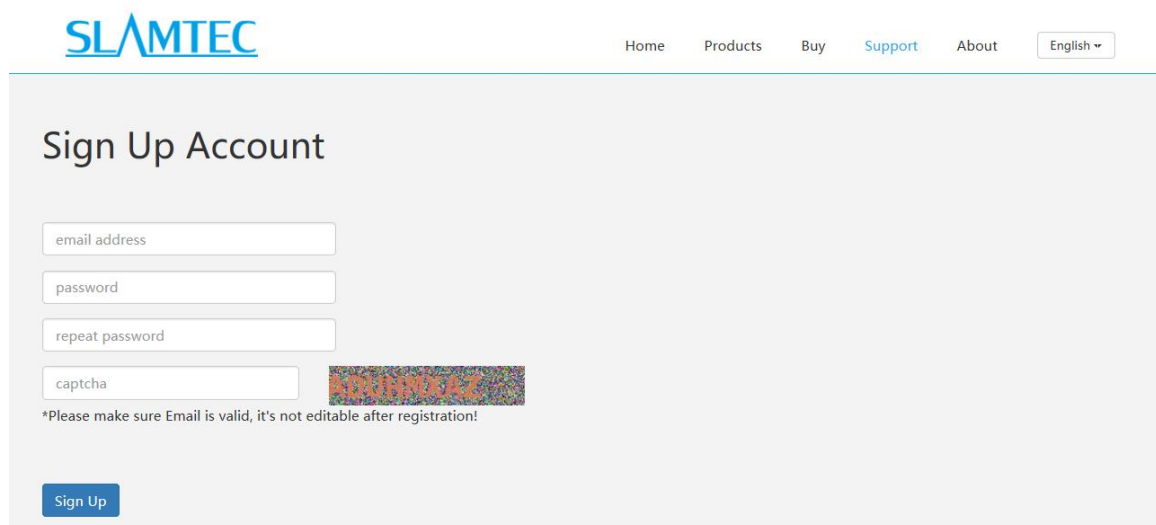 SLAMTEC
Home Products Buy Support About English
Sign Up Account
email address
password
repeat password
captcha
*Please make sure Email is valid, it's not editable after registration!
Sign Up